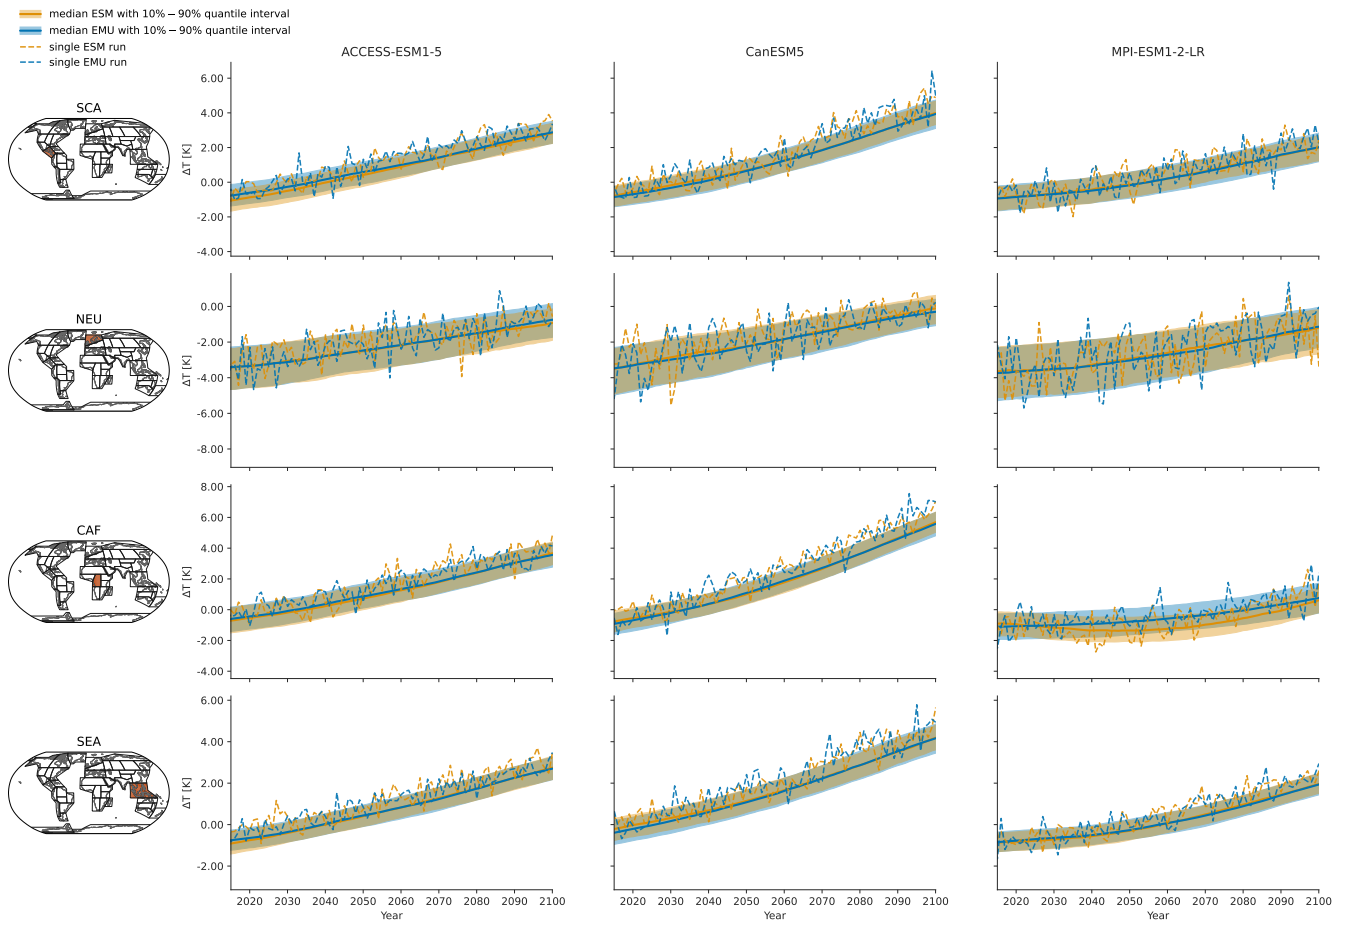 median ESM with 10% − 90% quantile interval
median EMU with 10% − 90% quantile interval
single ESM run
single EMU run
ACCESS-ESM1-5
CanESM5
MPI-ESM1-2-LR
SCA
ΔT [K]
6.00
4.00
2.00
0.00
-2.00
-4.00
NEU
ΔT [K]
0.00
-2.00
-4.00
-6.00
-8.00
CAF
ΔT [K]
8.00
6.00
4.00
2.00
0.00
-2.00
-4.00
SEA
ΔT [K]
6.00
4.00
2.00
0.00
-2.00
2020 2030 2040 2050 2060 2070 2080 2090 2100
Year
2020 2030 2040 2050 2060 2070 2080 2090 2100
Year
2020 2030 2040 2050 2060 2070 2080 2090 2100
Year